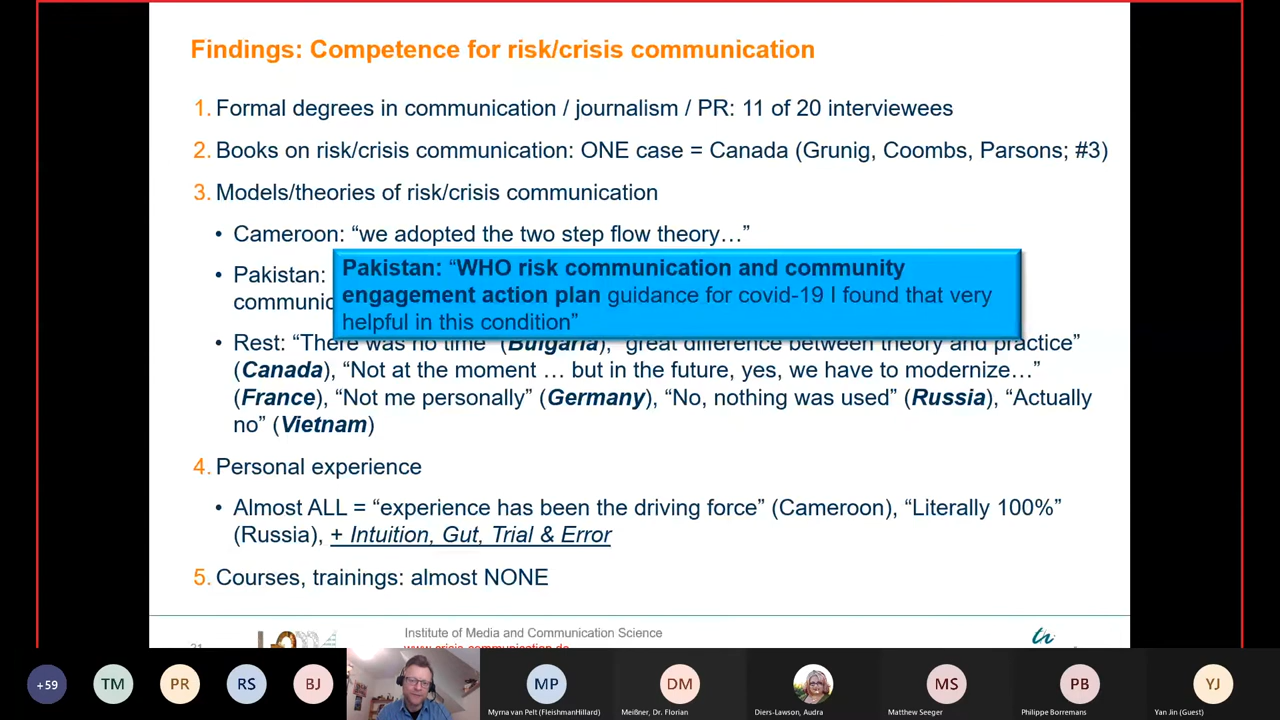 Findings: Competence for risk/crisis communication
1. Formal degrees in communication / journalism / PR: 11 of 20 interviewees
2. Books on risk/crisis communication: ONE case = Canada (Grunig, Coombs, Parsons; #3)
3. Models/theories of risk/crisis communication
• Cameroon: “we adopted the two step flow theory…”
• Pakistan:
Pakistan: “WHO risk communication and community
engagement action plan guidance for covid-19 I found that very
helpful in this condition”
• Rest: “There was no time” (Bulgaria), “great difference between theory and practice”
(Canada), “Not at the moment … but in the future, yes, we have to modernize…”
(France), “Not me personally” (Germany), “No, nothing was used” (Russia), “Actually
no” (Vietnam)
4. Personal experience
• Almost ALL = “experience has been the driving force” (Cameroon), “Literally 100%”
(Russia), + Intuition, Gut, Trial & Error
5. Courses, trainings: almost NONE
Institute of Media and Communication Science
www.crisis-communication.de
+59
TM
PR
RS
BJ
MP
DM
MS
PB
YJ
Myrna van Pelt (FleishmanHillard)
Meißner, Dr. Florian
Diers-Lawson, Audra
Matthew Seeger
Philippe Borremans
Yan Jin (Guest)